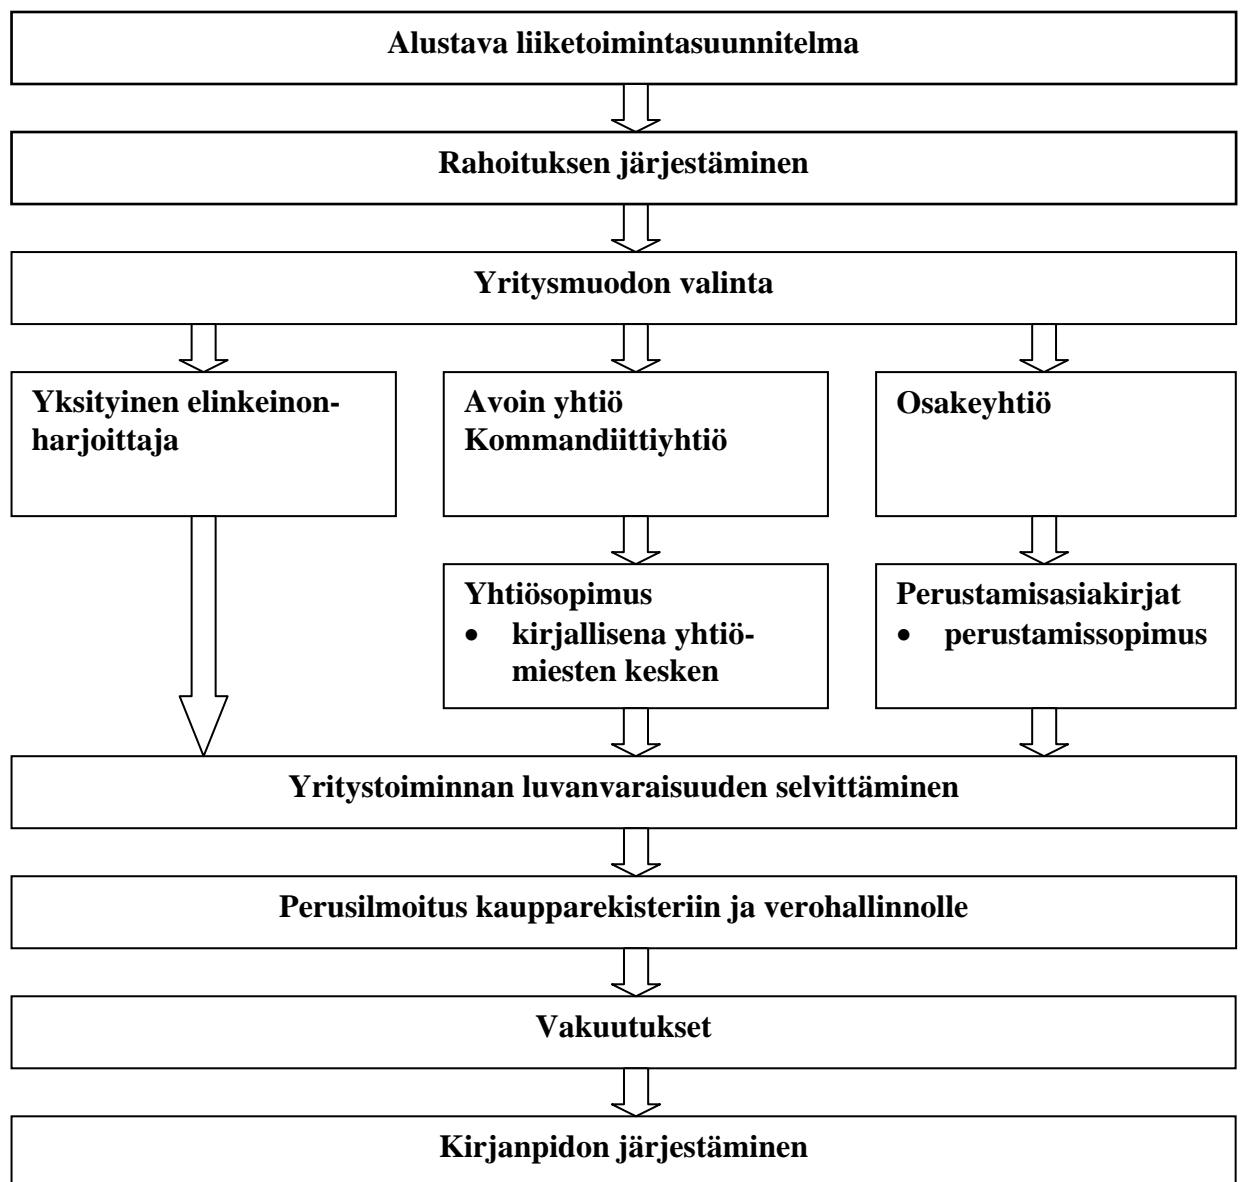 Alustava liiketoimintasuunnitelma
Rahoituksen järjestäminen
Yritysmuodon valinta
Yksityinen elinkeinon-
harjoittaja
Avoin yhtiö
Kommandiittiyhtiö
Osakeyhtiö
Yhtiösopimus
• kirjallisena yhtiö-
miesten kesken
Perustamisasiakirjat
• perustamissopimus
Yritystoiminnan luvanvaraisuuden selvittäminen
Perusilmoitus kaupparekisteriin ja verohallinnolle
Vakuutukset
Kirjanpidon järjestäminen